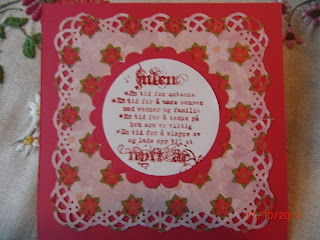 Julen
*En tid for omtanke
*En tid for å være sammen
med venner og familie
*En tid for å tenke på
hva som er viktig
*En tid for å slappe av
og lade opp til et
nytt år